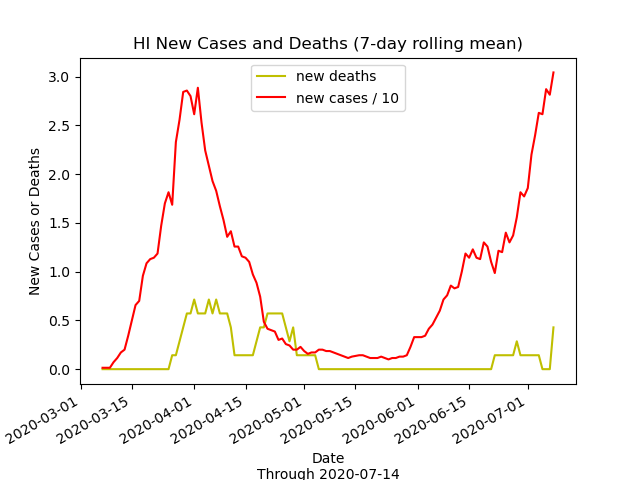 HI New Cases and Deaths (7-day rolling mean)
new deaths
new cases / 10
3.0
2.5
2.0
1.5
1.0
0.5
0.0
New Cases or Deaths
2020-03-01
2020-03-15
2020-04-01
2020-04-15
2020-05-01
2020-05-15
2020-06-01
2020-06-15
2020-07-01
Date
Through 2020-07-14